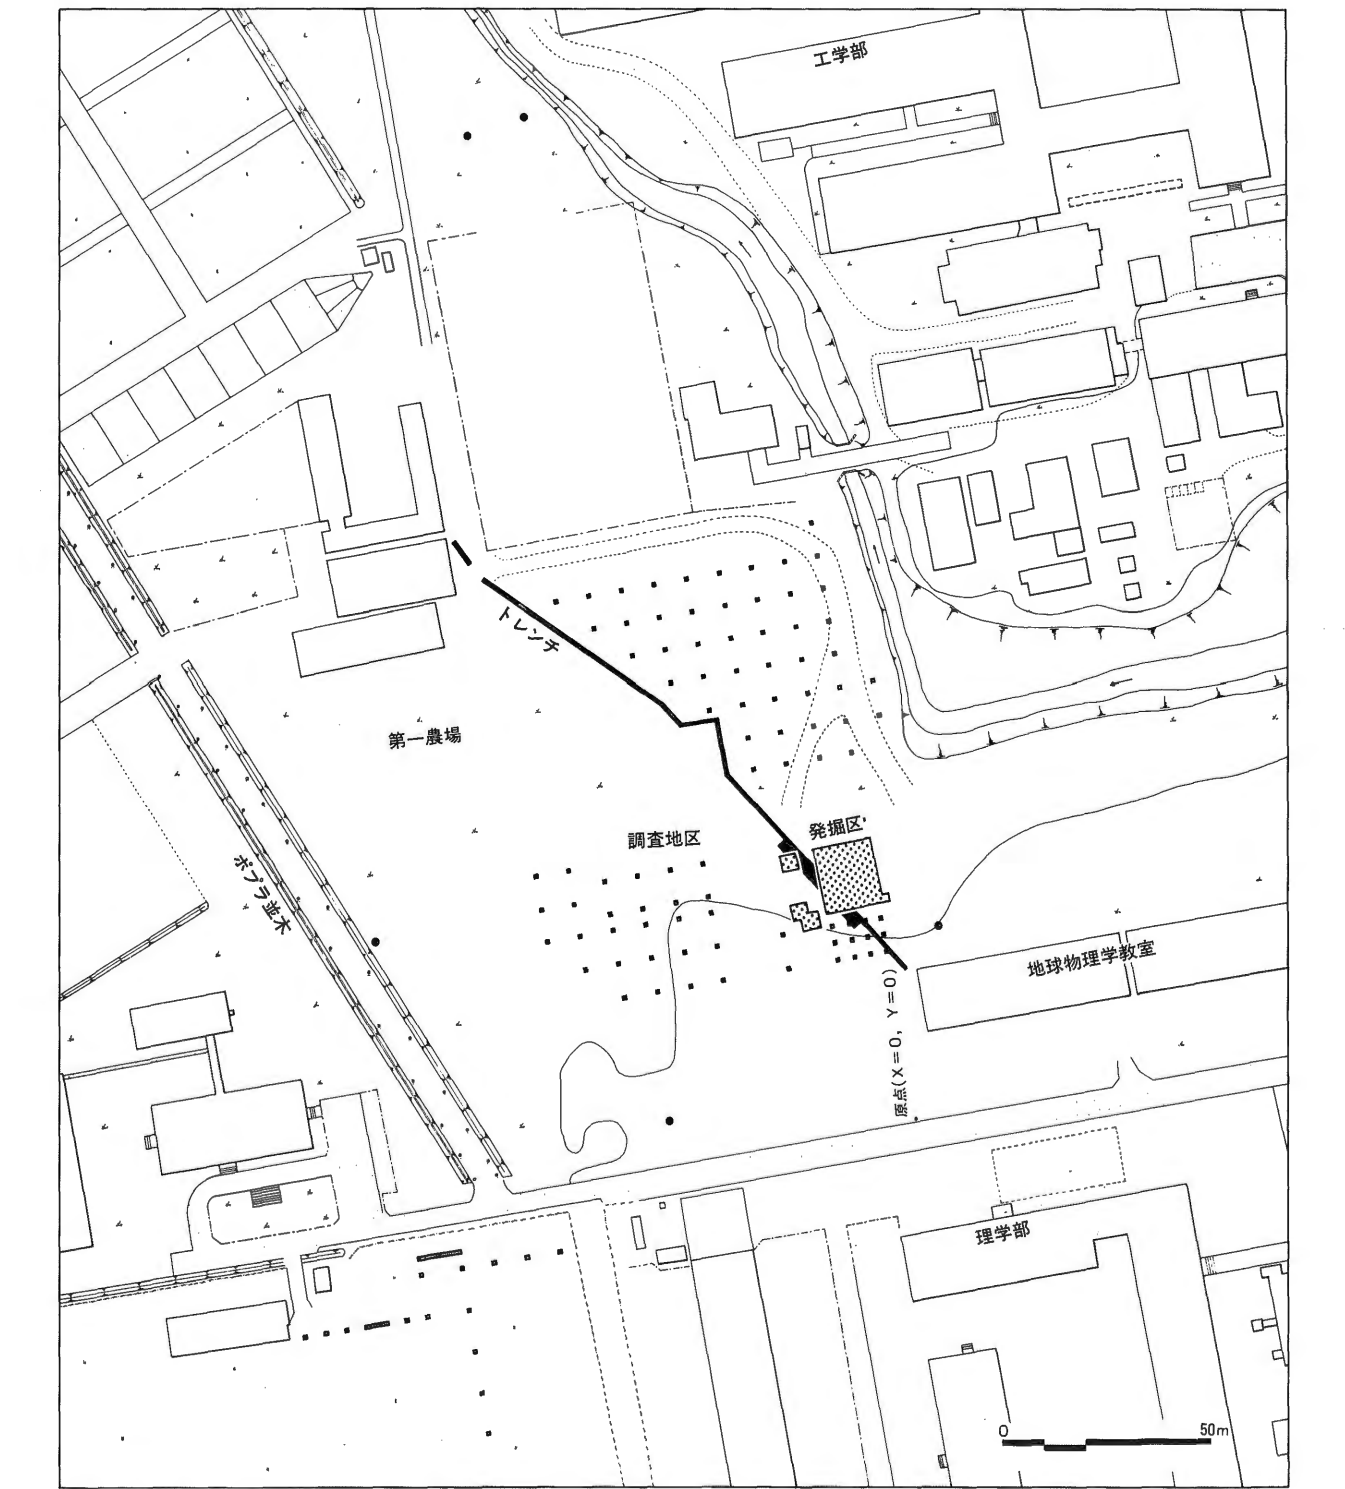 工学部
トレンチ
第一農場
調査地区
発掘区
ポプラ並木
地球物理学教室
原点(X=0, Y=0)
理学部
0 50m